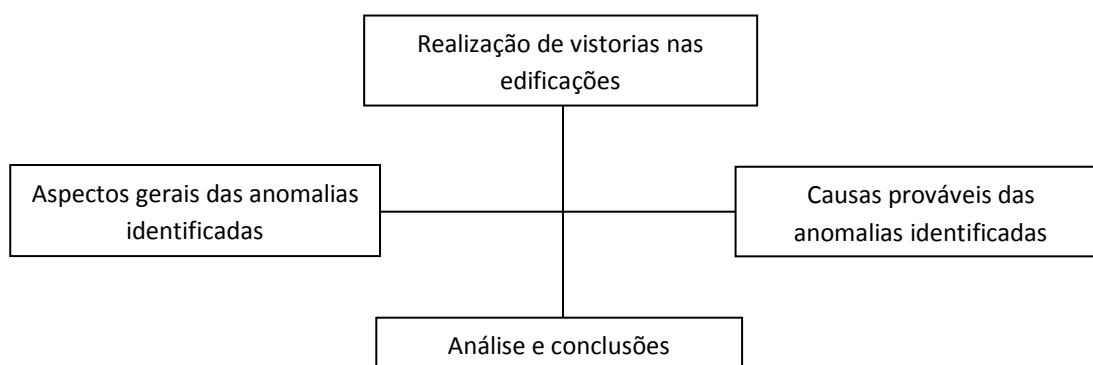 Realização de vistorias nas
edificações
Aspectos gerais das anomalias
identificadas
Causas prováveis das
anomalias identificadas
Análise e conclusões